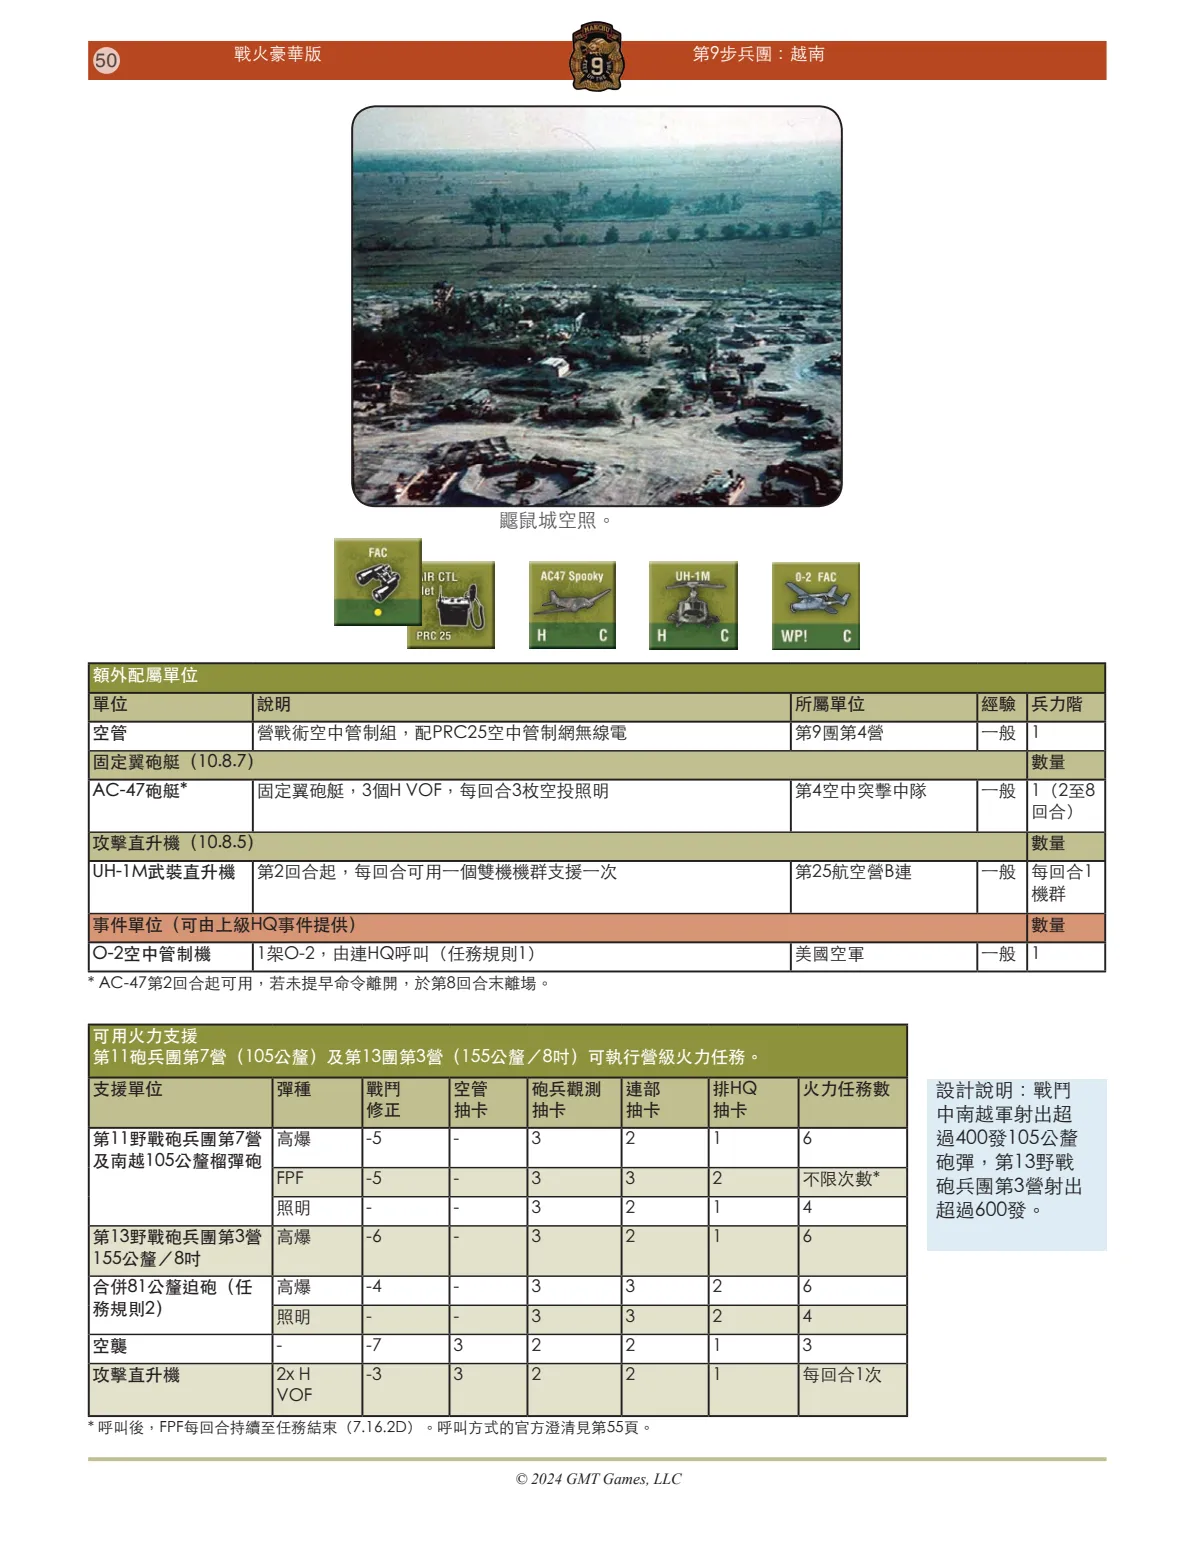 50
戰火豪華版
MANCHU
9
第9步兵團：越南
鼴鼠城空照。
FAC
AIR CTL
Net
PRC 25
AC47 Spooky
H C
UH-1M
H C
O-2 FAC
WP! C
額外配屬單位
單位 說明 所屬單位 經驗 兵力階
空管 營戰術空中管制組，配PRC25空中管制網無線電 第9團第4營 一般 1
固定翼砲艇（10.8.7） 數量
AC-47砲艇* 固定翼砲艇，3個H VOF，每回合3枚空投照明 第4空中突擊中隊 一般 1（2至8
回合）
攻擊直升機（10.8.5） 數量
UH-1M武裝直升機 第2回合起，每回合可用一個雙機機群支援一次 第25航空營B連 一般 每回合1
機群
事件單位（可由上級HQ事件提供） 數量
O-2空中管制機 1架O-2，由連HQ呼叫（任務規則1） 美國空軍 一般 1
* AC-47第2回合起可用，若未提早命令離開，於第8回合末離場。
可用火力支援
第11砲兵團第7營（105公釐）及第13團第3營（155公釐／8吋）可執行營級火力任務。
支援單位 彈種 戰鬥 空管 砲兵觀測 連部 排HQ 火力任務數
修正 抽卡 抽卡 抽卡 抽卡
第11野戰砲兵團第7營 高爆 -5 - 3 2 1 6
及南越105公釐榴彈砲
FPF -5 - 3 3 2 不限次數*
照明 - - 3 2 1 4
第13野戰砲兵團第3營 高爆 -6 - 3 2 1 6
155公釐／8吋
合併81公釐迫砲（任 高爆 -4 - 3 3 2 6
務規則2）
照明 - - 3 3 2 4
空襲 - -7 3 2 2 1 3
攻擊直升機 2x H -3 3 2 2 1 每回合1次
VOF
* 呼叫後，FPF每回合持續至任務結束（7.16.2D）。呼叫方式的官方澄清見第55頁。
設計說明：戰鬥
中南越軍射出超
過400發105公釐
砲彈，第13野戰
砲兵團第3營射出
超過600發。
© 2024 GMT Games, LLC